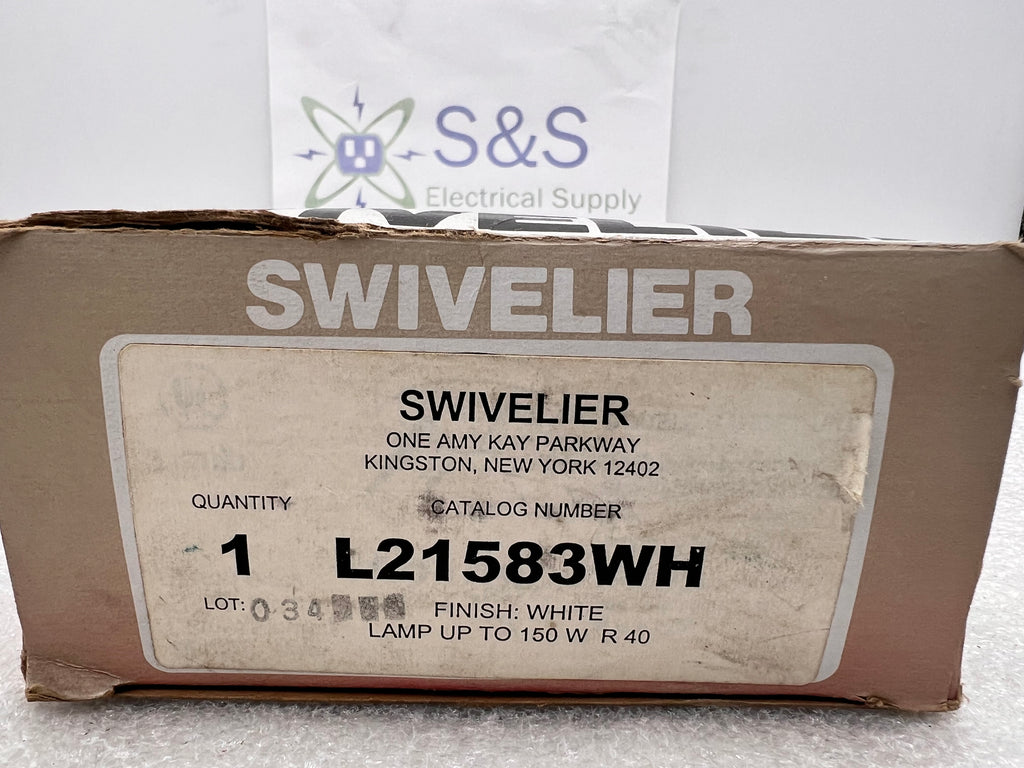 S&S
Electrical Supply
SWIVELIER
SWIVELIER
ONE AMY KAY PARKWAY
KINGSTON, NEW YORK 12402
QUANTITY CATALOG NUMBER
1 L21583WH
LOT: FINISH: WHITE
LAMP UP TO 150 W R 40